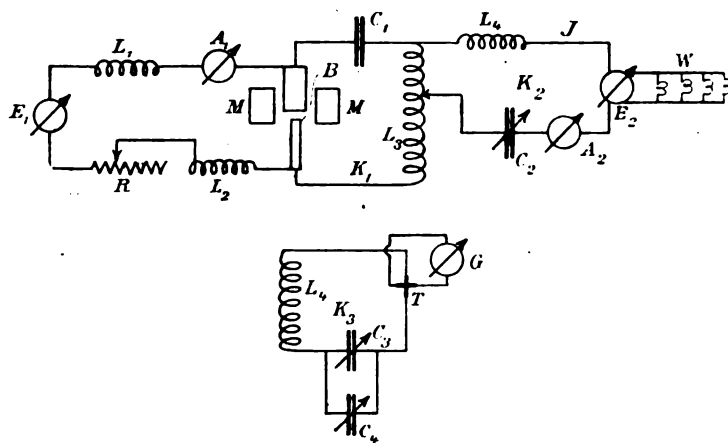 C₁
L₄
J
L₁
A₁
B
W
K₂
E₁
M
M
E₂
L₃
R
L₂
K₁
C₂
A₂
G
L₄
T
K₃
C₃
C₄